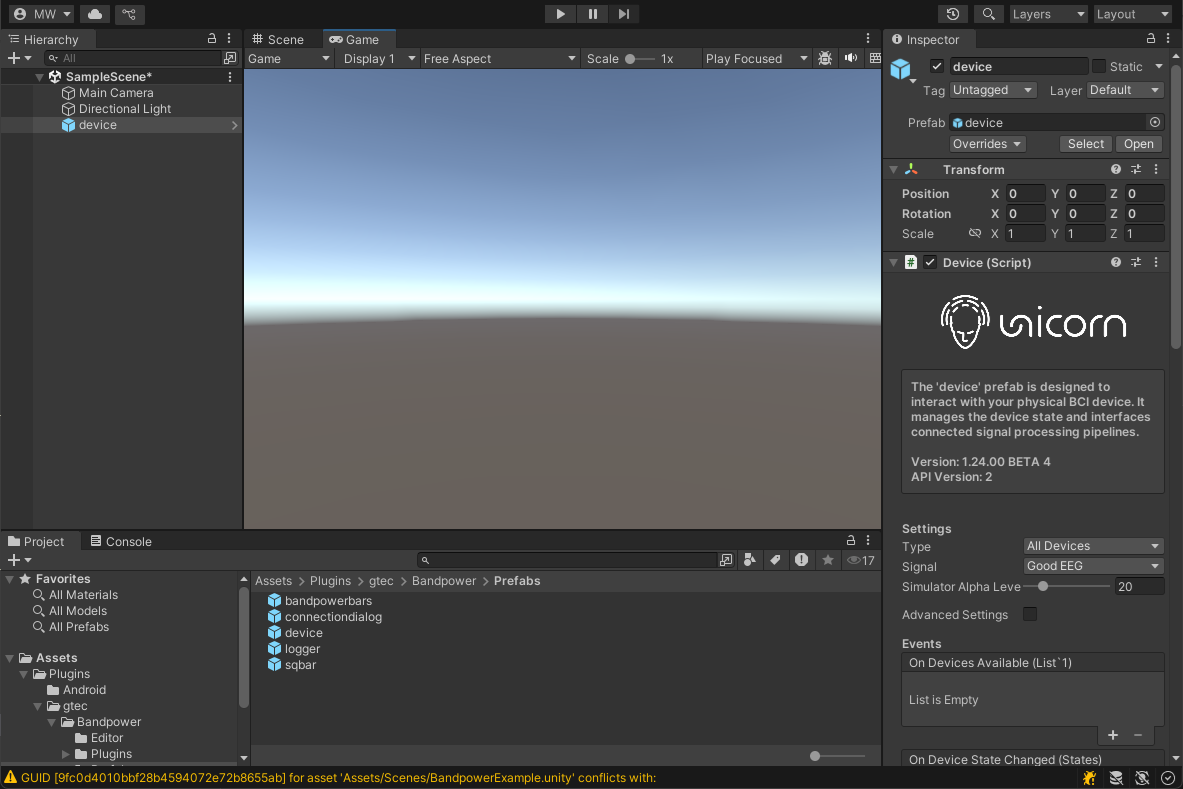 MW
Layers
Layout
Hierarchy
All
SampleScene*
Main Camera
Directional Light
device
Scene
Game
Game
Display 1
Free Aspect
Scale
1x
Play Focused
Inspector
device
Static
Tag
Untagged
Layer
Default
Prefab
device
Overrides
Select
Open
Transform
Position X 0 Y 0 Z 0
Rotation X 0 Y 0 Z 0
Scale X 1 Y 1 Z 1
#
Device (Script)
unicorn
The 'device' prefab is designed to
interact with your physical BCI device. It
manages the device state and interfaces
connected signal processing pipelines.
Version: 1.24.00 BETA 4
API Version: 2
Settings
Type All Devices
Signal Good EEG
Simulator Alpha Leve 20
Advanced Settings
Events
On Devices Available (List`1)
List is Empty
On Device State Changed (States)
Project
Console
17
Favorites
All Materials
All Models
All Prefabs
Assets
Plugins
Android
gtec
Bandpower
Editor
Plugins
Assets > Plugins > gtec > Bandpower > Prefabs
bandpowerbars
connectiondialog
device
logger
sqbar
GUID [9fc0d4010bbf28b4594072e72b8655ab] for asset 'Assets/Scenes/BandpowerExample.unity' conflicts with: